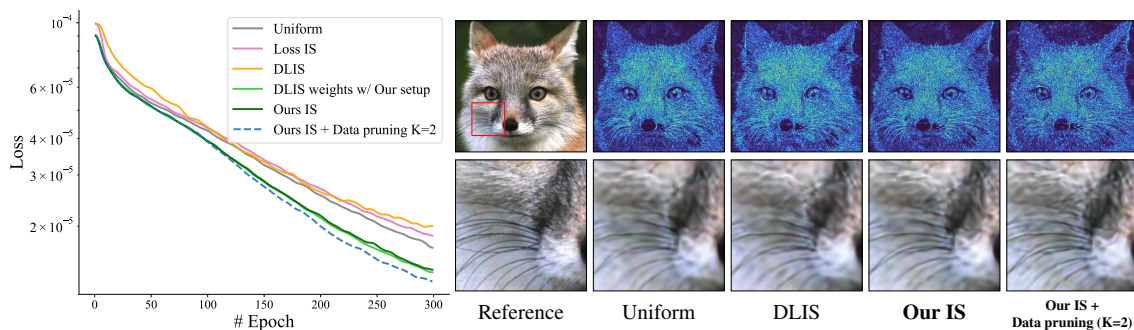 10⁻⁴
6 × 10⁻⁵
4 × 10⁻⁵
3 × 10⁻⁵
2 × 10⁻⁵
Loss
0 50 100 150 200 250 300
# Epoch
Uniform
Loss IS
DLIS
DLIS weights w/ Our setup
Ours IS
Ours IS + Data pruning K=2
Reference
Uniform
DLIS
Our IS
Our IS +
Data pruning (K=2)